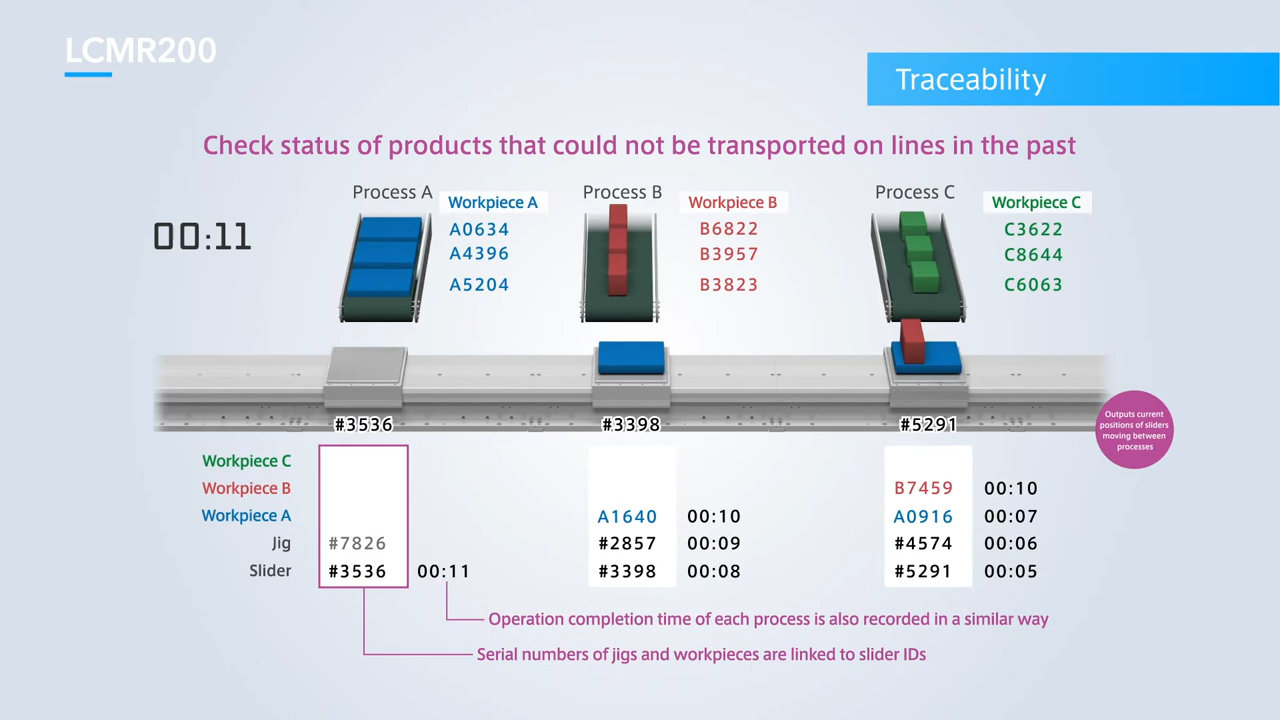 LCMR200
Traceability
Check status of products that could not be transported on lines in the past
00:11
Process A
Workpiece A
A0634
A4396
A5204
Process B
Workpiece B
B6822
B3957
B3823
Process C
Workpiece C
C3622
C8644
C6063
#3536
#3398
#5291
Outputs current
positions of sliders
moving between
processes
Workpiece C
Workpiece B B7459 00:10
Workpiece A A1640 00:10 A0916 00:07
Jig #7826 #2857 00:09 #4574 00:06
Slider #3536 00:11 #3398 00:08 #5291 00:05
Operation completion time of each process is also recorded in a similar way
Serial numbers of jigs and workpieces are linked to slider IDs